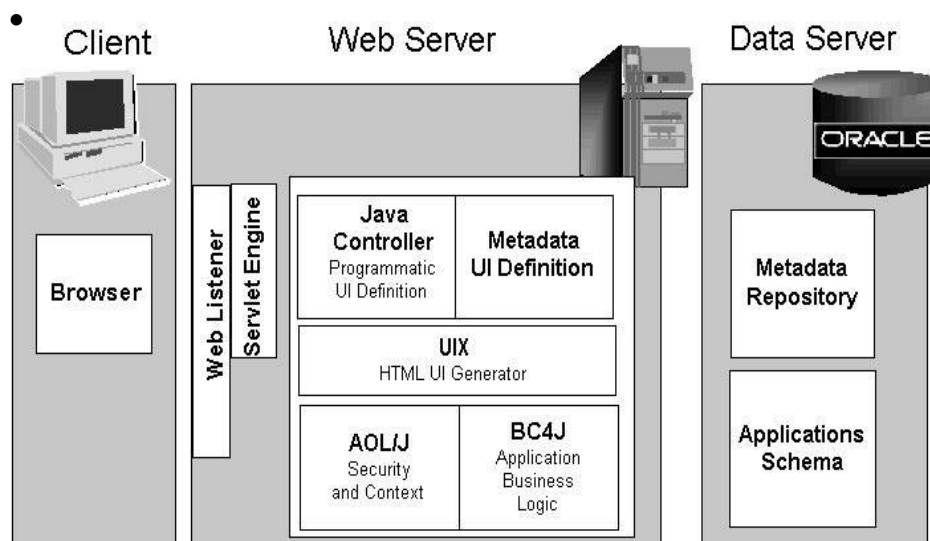 •
Client
Web Server
Data Server
ORACLE
Browser
Web Listener
Servlet Engine
Java
Controller
Programmatic
UI Definition
Metadada
UI Definition
UIX
HTML UI Generator
AOL/J
Security
and Context
BC4J
Application
Business
Logic
Metadata
Repository
Applications
Schema